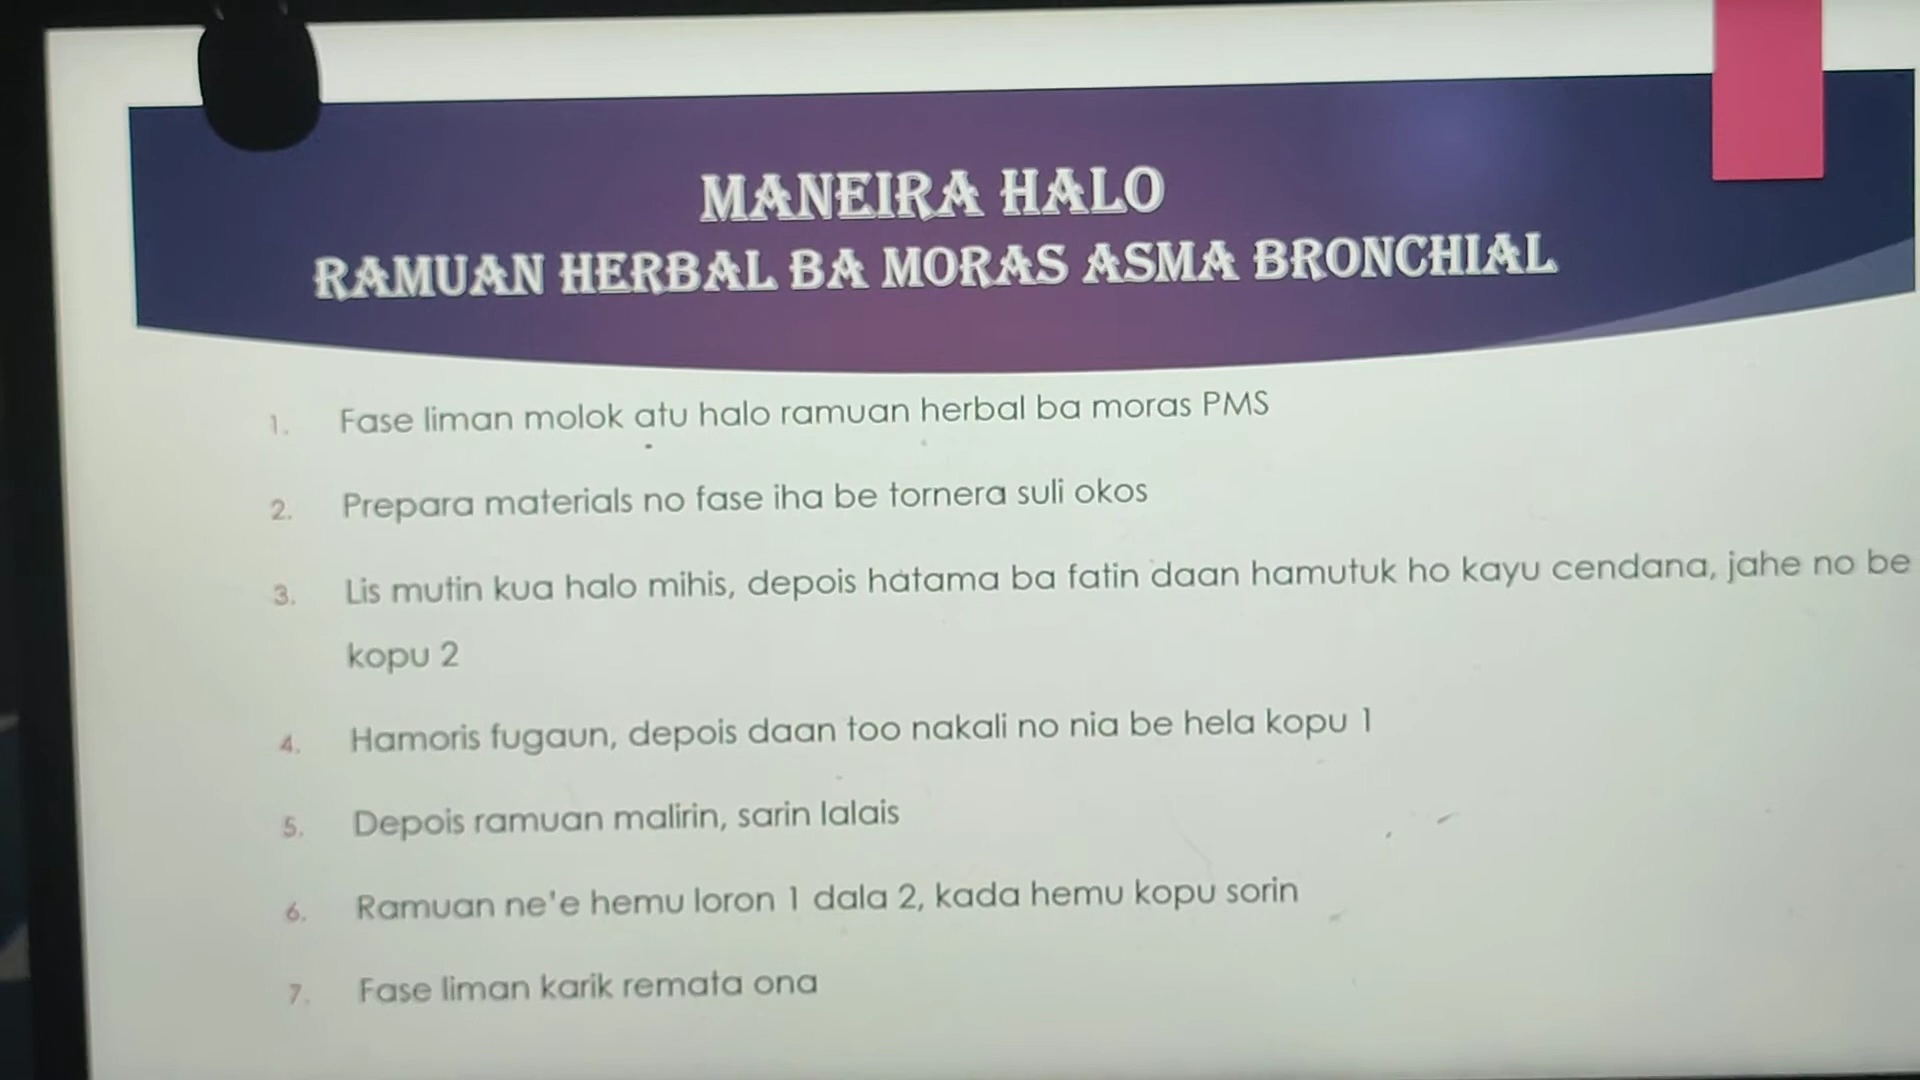 MANEIRA HALO
RAMUAN HERBAL BA MORAS ASMA BRONCHIAL
1. Fase liman molok atu halo ramuan herbal ba moras PMS
2. Prepara materials no fase iha be tornera suli okos
3. Lis mutin kua halo mihis, depois hatama ba fatin daan hamutuk ho kayu cendana, jahe no be
kopu 2
4. Hamoris fugaun, depois daan too nakali no nia be hela kopu 1
5. Depois ramuan malirin, sarin lalais
6. Ramuan ne'e hemu loron 1 dala 2, kada hemu kopu sorin
7. Fase liman karik remata ona